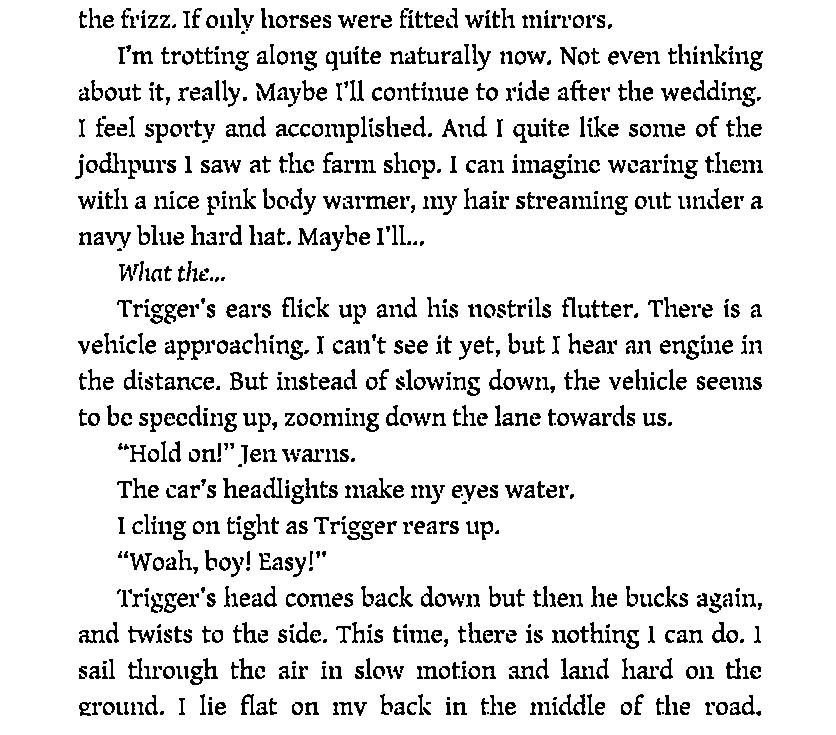 the frizz. If only horses were fitted with mirrors.
I'm trotting along quite naturally now. Not even thinking
about it, really. Maybe I'll continue to ride after the wedding.
I feel sporty and accomplished. And I quite like some of the
jodhpurs I saw at the farm shop. I can imagine wearing them
with a nice pink body warmer, my hair streaming out under a
navy blue hard hat. Maybe I'll...
What the...
Trigger's ears flick up and his nostrils flutter. There is a
vehicle approaching. I can't see it yet, but I hear an engine in
the distance. But instead of slowing down, the vehicle seems
to be speeding up, zooming down the lane towards us.
“Hold on!” Jen warns.
The car's headlights make my eyes water.
I cling on tight as Trigger rears up.
“Woah, boy! Easy!”
Trigger's head comes back down but then he bucks again,
and twists to the side. This time, there is nothing I can do. I
sail through the air in slow motion and land hard on the
ground. I lie flat on my back in the middle of the road.